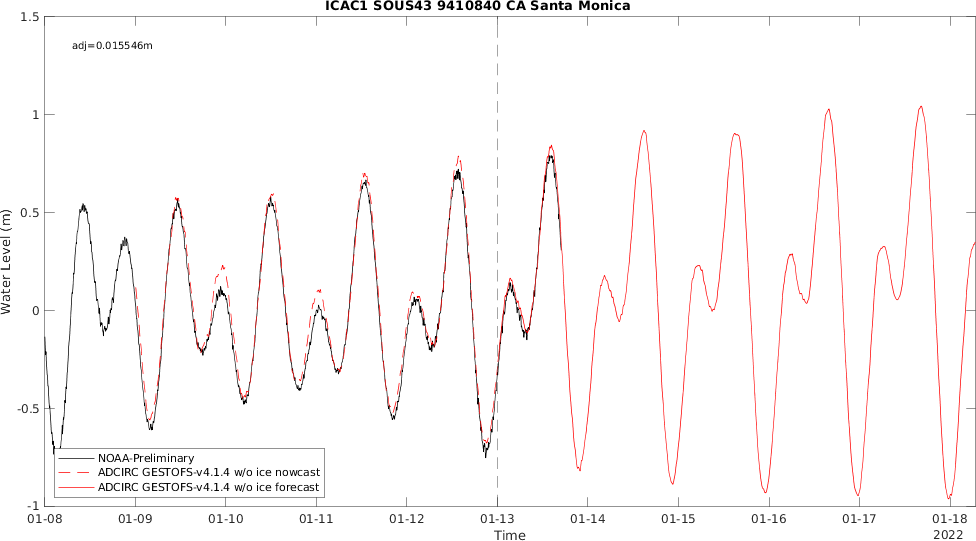 ICAC1 SOUS43 9410840 CA Santa Monica
1.5
adj=0.015546m
1
0.5
Water Level (m)
0
-0.5
NOAA-Preliminary
ADCIRC GESTOFS-v4.1.4 w/o ice nowcast
ADCIRC GESTOFS-v4.1.4 w/o ice forecast
-1
01-08 01-09 01-10 01-11 01-12 01-13 01-14 01-15 01-16 01-17 01-18
Time 2022